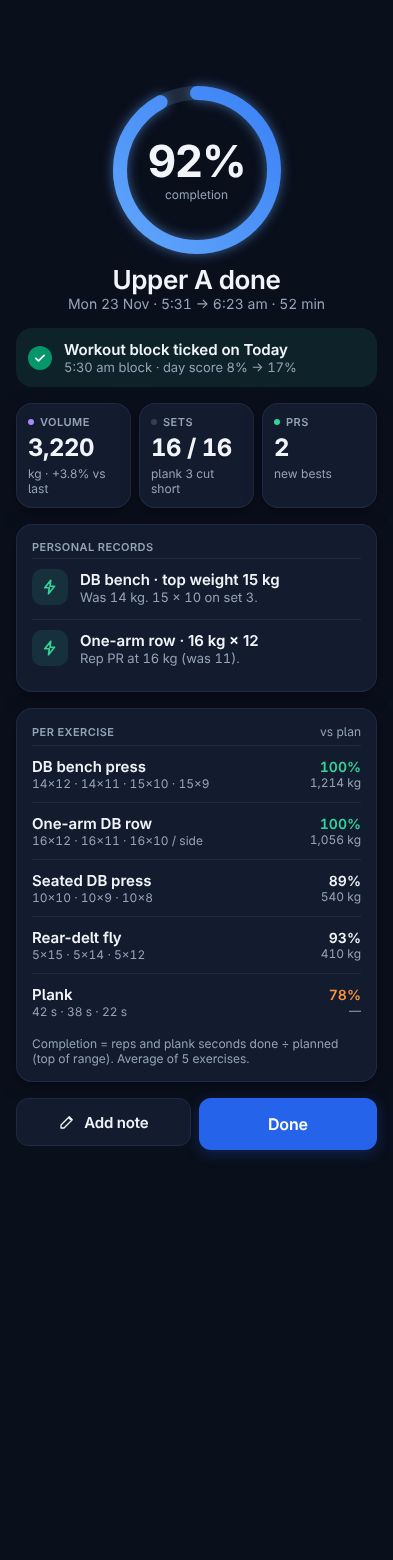 92%
completion
Upper A done
Mon 23 Nov · 5:31 → 6:23 am · 52 min
Workout block ticked on Today
5:30 am block · day score 8% → 17%
VOLUME
3,220
kg · +3.8% vs
last
SETS
16 / 16
plank 3 cut
short
PRS
2
new bests
PERSONAL RECORDS
DB bench · top weight 15 kg
Was 14 kg. 15 × 10 on set 3.
One-arm row · 16 kg × 12
Rep PR at 16 kg (was 11).
PER EXERCISE vs plan
DB bench press 100%
14×12 · 14×11 · 15×10 · 15×9 1,214 kg
One-arm DB row 100%
16×12 · 16×11 · 16×10 / side 1,056 kg
Seated DB press 89%
10×10 · 10×9 · 10×8 540 kg
Rear-delt fly 93%
5×15 · 5×14 · 5×12 410 kg
Plank 78%
42 s · 38 s · 22 s —
Completion = reps and plank seconds done ÷ planned
(top of range). Average of 5 exercises.
Add note
Done